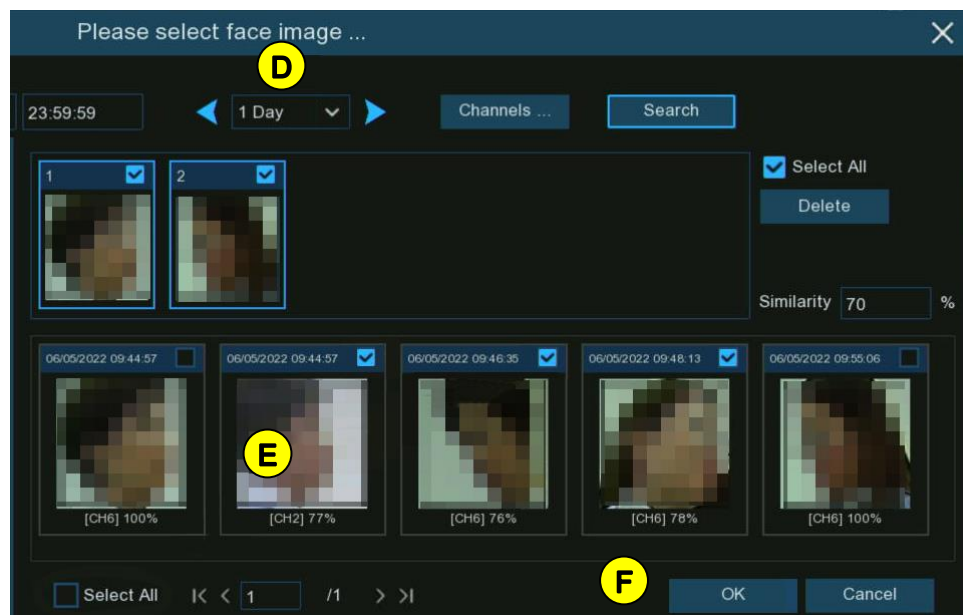 Please select face image ...
D
23:59:59 1 Day Channels ... Search
1 2 Select All
Delete
Similarity 70 %
06/05/2022 09:44:57 06/05/2022 09:44:57 06/05/2022 09:46:35 06/05/2022 09:48:13 06/05/2022 09:55:06
E
[CH6] 100% [CH2] 77% [CH6] 76% [CH6] 78% [CH6] 100%
F
Select All 1 /1 OK Cancel